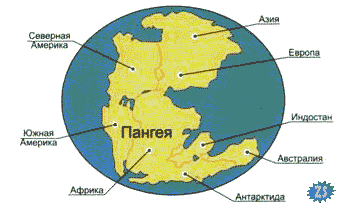 Азия
Северная
Америка
Европа
Индостан
Южная
Америка
Пангея
Австралия
Африка
Антарктида